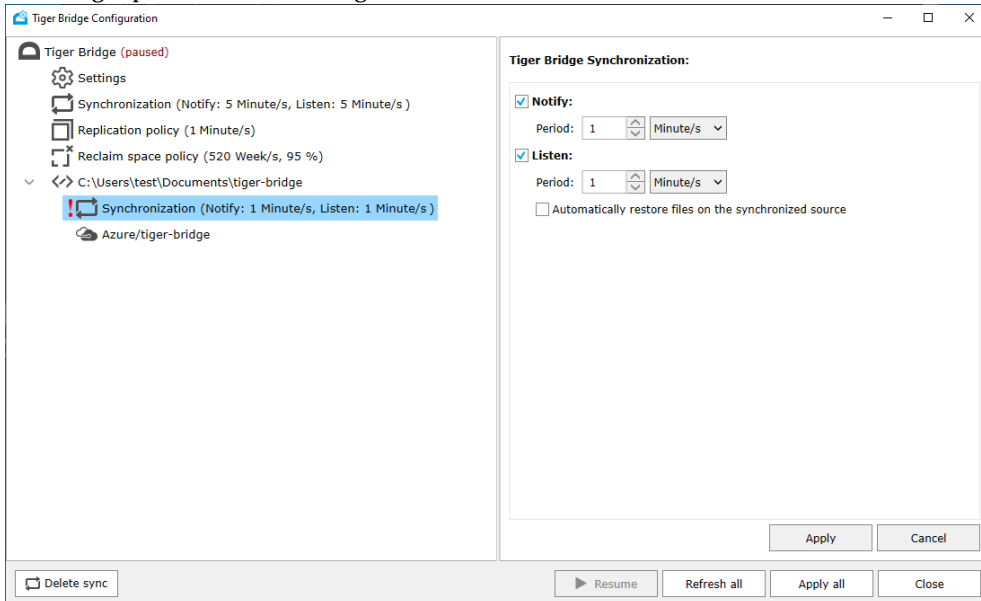 Tiger Bridge Configuration
Tiger Bridge (paused)
Settings
Synchronization (Notify: 5 Minute/s, Listen: 5 Minute/s )
Replication policy (1 Minute/s)
Reclaim space policy (520 Week/s, 95 %)
C:\Users\test\Documents\tiger-bridge
Synchronization (Notify: 1 Minute/s, Listen: 1 Minute/s )
Azure/tiger-bridge
Tiger Bridge Synchronization:
Notify:
Period: 1 Minute/s
Listen:
Period: 1 Minute/s
Automatically restore files on the synchronized source
Apply Cancel
Delete sync Resume Refresh all Apply all Close